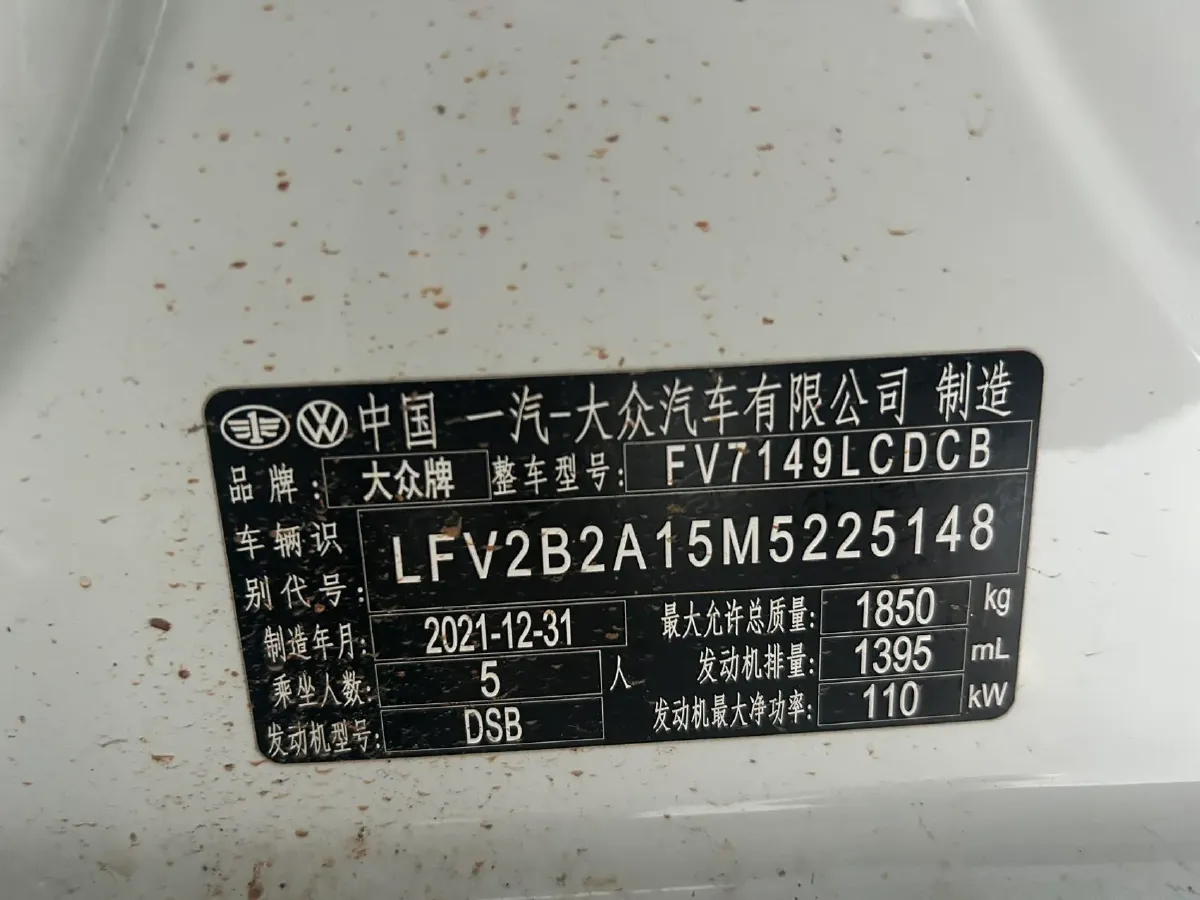 中国 一汽-大众汽车有限公司 制造
品牌: 大众牌 整车型号: FV7149LCDCB
车辆识别代号: LFV2B2A15M5225148
制造年月: 2021-12-31 最大允许总质量: 1850 kg
乘坐人数: 5 人 发动机排量: 1395 mL
发动机型号: DSB 发动机最大净功率: 110 kW